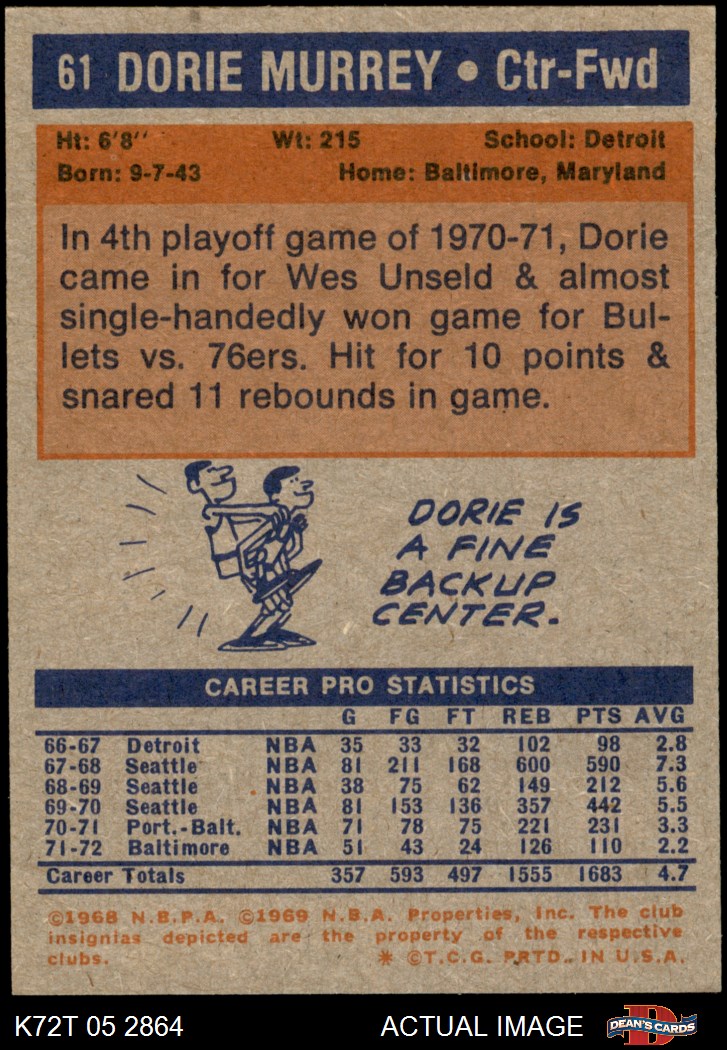 61 DORIE MURREY • Ctr-Fwd
Ht: 6'8'' Wt: 215 School: Detroit
Born: 9-7-43 Home: Baltimore, Maryland
In 4th playoff game of 1970-71, Dorie
came in for Wes Unseld & almost
single-handedly won game for Bul-
lets vs. 76ers. Hit for 10 points &
snared 11 rebounds in game.
DORIE IS
A FINE
BACKUP
CENTER.
CAREER PRO STATISTICS
G FG FT REB PTS AVG
66-67 Detroit NBA 35 33 32 102 98 2.8
67-68 Seattle NBA 81 211 168 600 590 7.3
68-69 Seattle NBA 38 75 62 149 212 5.6
69-70 Seattle NBA 81 153 136 357 442 5.5
70-71 Port.-Balt. NBA 71 78 75 221 231 3.3
71-72 Baltimore NBA 51 43 24 126 110 2.2
Career Totals 357 593 497 1555 1683 4.7
©1968 N.B.P.A. ©1969 N.B.A. Properties, Inc. The club
insignias depicted are the property of the respective
clubs. * ©T.C.G. PRTD. IN U.S.A.
K72T 05 2864 ACTUAL IMAGE D DEAN'S CARDS